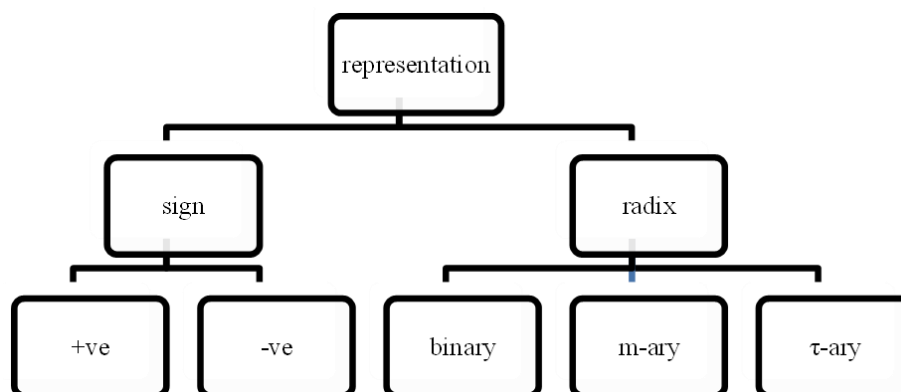 representation
sign
radix
+ve
-ve
binary
m-ary
τ-ary